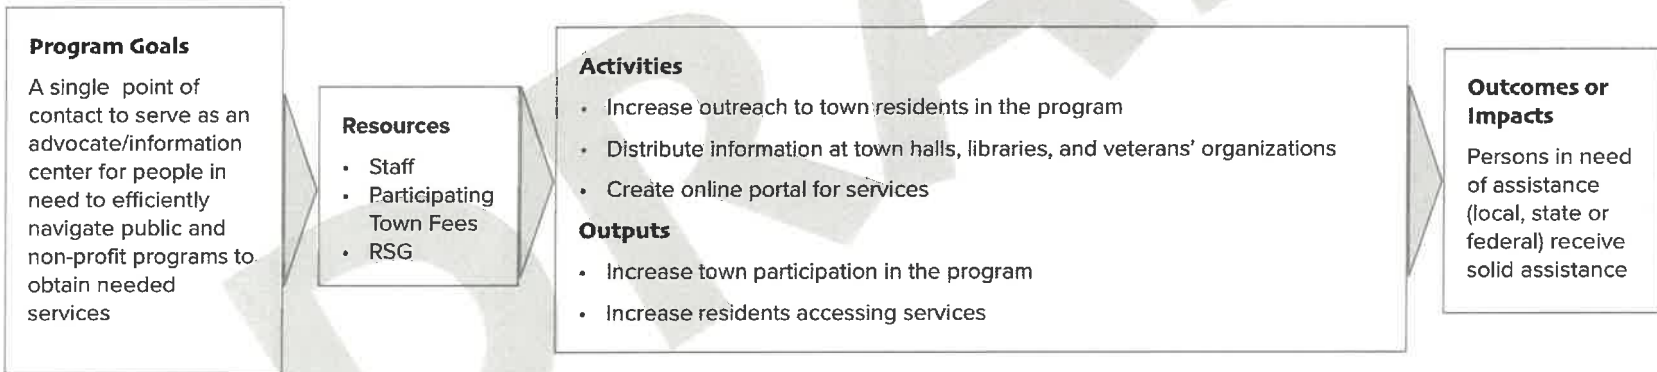 Program Goals
A single point of
contact to serve as an
advocate/information
center for people in
need to efficiently
navigate public and
non-profit programs to
obtain needed
services
Resources
• Staff
• Participating
Town Fees
• RSG
Activities
• Increase outreach to town residents in the program
• Distribute information at town halls, libraries, and veterans' organizations
• Create online portal for services
Outputs
• Increase town participation in the program
• Increase residents accessing services
Outcomes or
Impacts
Persons in need
of assistance
(local, state or
federal) receive
solid assistance